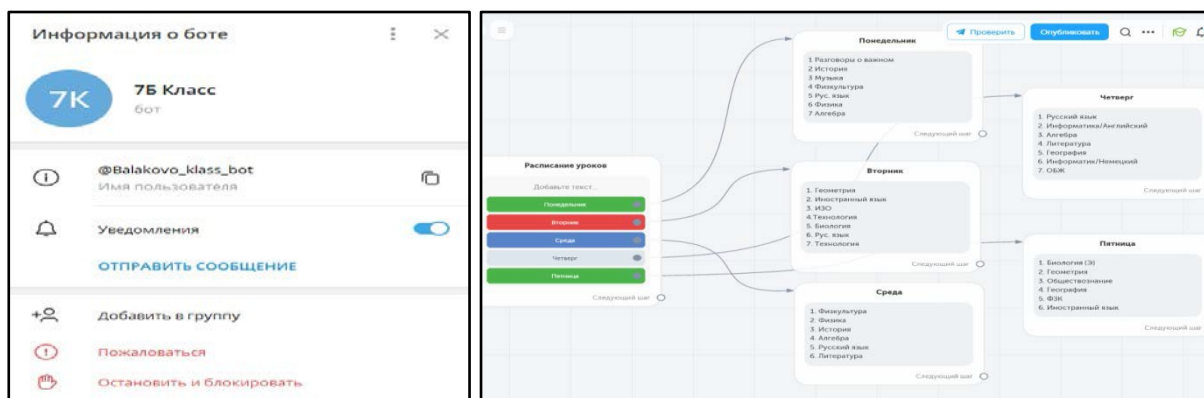 Информация о боте
7К
7Б Класс
бот
@Balakovo_klass_bot
Имя пользователя
Уведомления
ОТПРАВИТЬ СООБЩЕНИЕ
Добавить в группу
Пожаловаться
Остановить и блокировать
Проверить
Опубликовать
Расписание уроков
Добавьте текст...
Понедельник
Вторник
Среда
Четверг
Пятница
Следующий шаг
Понедельник
1 Разговоры о важном
2 История
3 Музыка
4 Физкультура
5 Рус. язык
6 Физика
7 Алгебра
Следующий шаг
Вторник
1. Геометрия
2. Иностранный язык
3. ИЗО
4.Технология
5. Биология
6. Рус. язык
7. Технология
Следующий шаг
Среда
1. Физкультура
2. Физика
3. История
4. Алгебра
5. Русский язык
6. Литература
Следующий шаг
Четверг
1. Русский язык
2. Информатика/Английский
3. Алгебра
4. Литература
5. География
6. Информатик/Немецкий
7. ОБЖ
Следующий шаг
Пятница
1. Биология (Э)
2. Геометрия
3. Обществознание
4. География
5. ФЗК
6. Иностранный язык
Следующий шаг